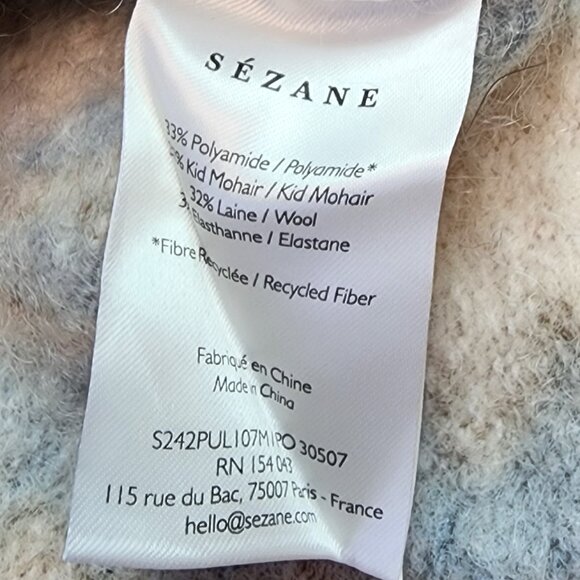 SÉZANE
33% Polyamide / Polyamide*
% Kid Mohair / Kid Mohair
32% Laine / Wool
Elasthanne / Elastane
*Fibre Recyclée / Recycled Fiber
Fabriqué en Chine
Made in China
S242PUL107MIPO 30507
RN 154043
115 rue du Bac, 75007 Paris - France
hello@sezane.com